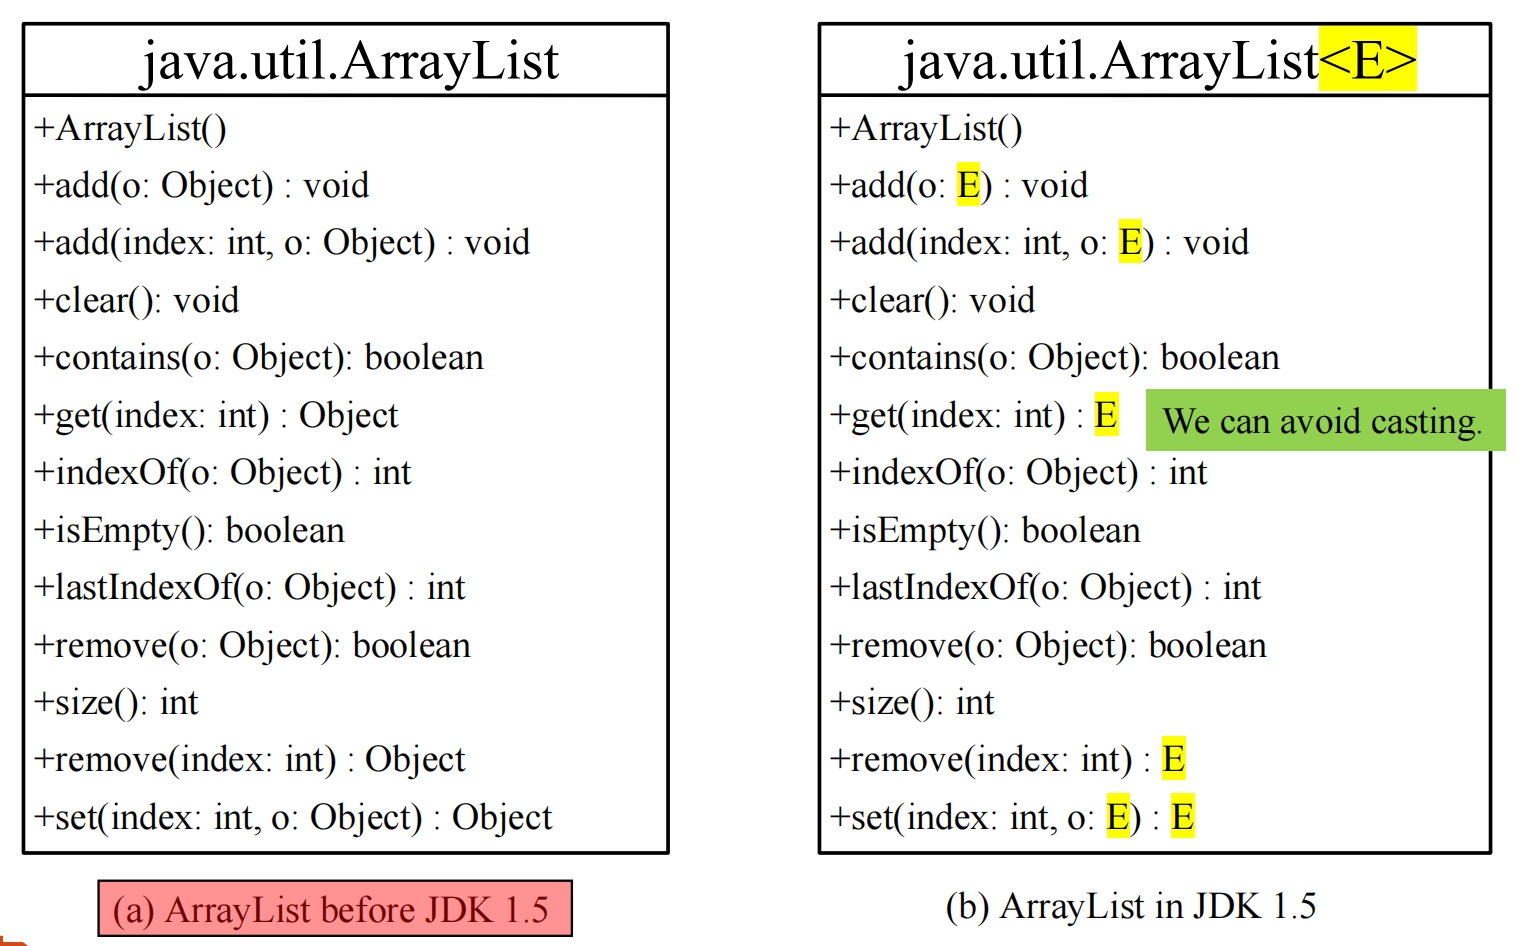 java.util.ArrayList
+ArrayList()
+add(o: Object) : void
+add(index: int, o: Object) : void
+clear(): void
+contains(o: Object): boolean
+get(index: int) : Object
+indexOf(o: Object) : int
+isEmpty(): boolean
+lastIndexOf(o: Object) : int
+remove(o: Object): boolean
+size(): int
+remove(index: int) : Object
+set(index: int, o: Object) : Object
(a) ArrayList before JDK 1.5
java.util.ArrayList<E>
+ArrayList()
+add(o: E) : void
+add(index: int, o: E) : void
+clear(): void
+contains(o: Object): boolean
+get(index: int) : E
We can avoid casting.
+indexOf(o: Object) : int
+isEmpty(): boolean
+lastIndexOf(o: Object) : int
+remove(o: Object): boolean
+size(): int
+remove(index: int) : E
+set(index: int, o: E) : E
(b) ArrayList in JDK 1.5